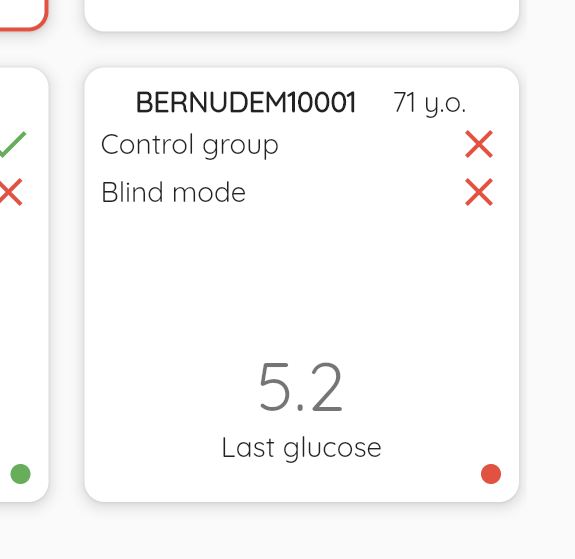 BERNUDEM10001 71 y.o.
Control group
Blind mode
5.2
Last glucose